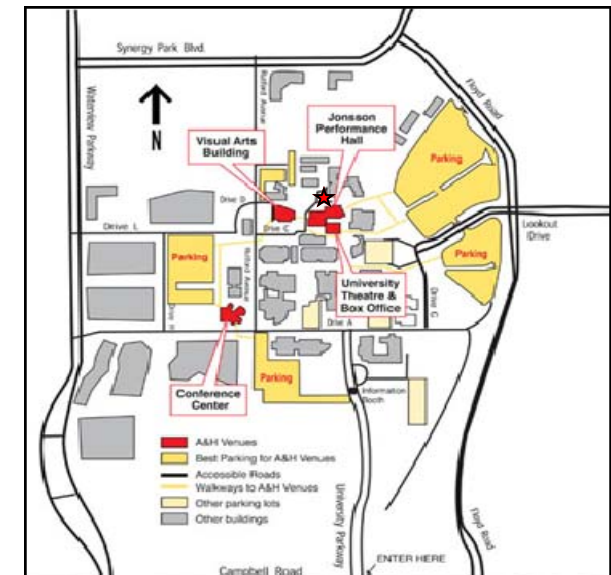 Synergy Park Blvd.
Waterview Parkway
Rutford Avenue
Floyd Road
N
Visual Arts
Building
Jonsson
Performance
Hall
Parking
Drive D
Drive L
Drive C
Lookout
Drive
Parking
Parking
Rutford Avenue
Drive H
University
Theatre &
Box Office
Drive G
Drive A
Conference
Center
Parking
Information
Booth
A&H Venues
Best Parking for A&H Venues
Accessible Roads
Walkways to A&H Venues
Other parking lots
Other buildings
University Parkway
Floyd Road
ENTER HERE
Campbell Road